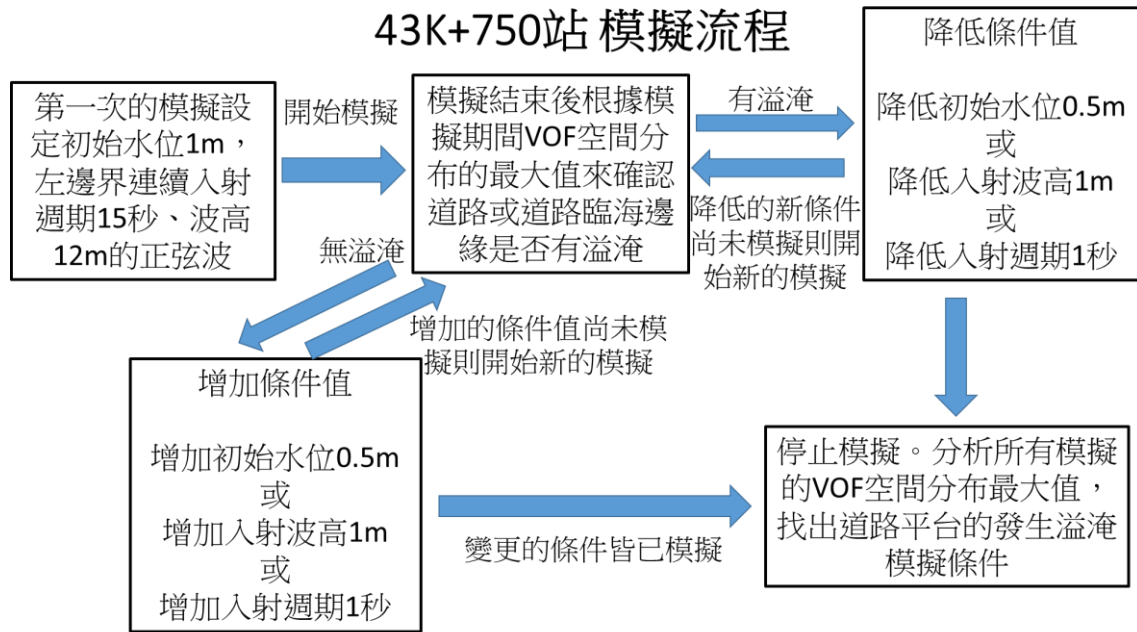 43K+750站 模擬流程
第一次的模擬設
定初始水位1m，
左邊界連續入射
週期15秒、波高
12m的正弦波
開始模擬
模擬結束後根據模
擬期間VOF空間分
布的最大值來確認
道路或道路臨海邊
緣是否有溢淹
有溢淹
降低的新條件
尚未模擬則開
始新的模擬
降低條件值
降低初始水位0.5m
或
降低入射波高1m
或
降低入射週期1秒
無溢淹
增加的條件值尚未模
擬則開始新的模擬
增加條件值
增加初始水位0.5m
或
增加入射波高1m
或
增加入射週期1秒
變更的條件皆已模擬
停止模擬。分析所有模擬
的VOF空間分布最大值，
找出道路平台的發生溢淹
模擬條件